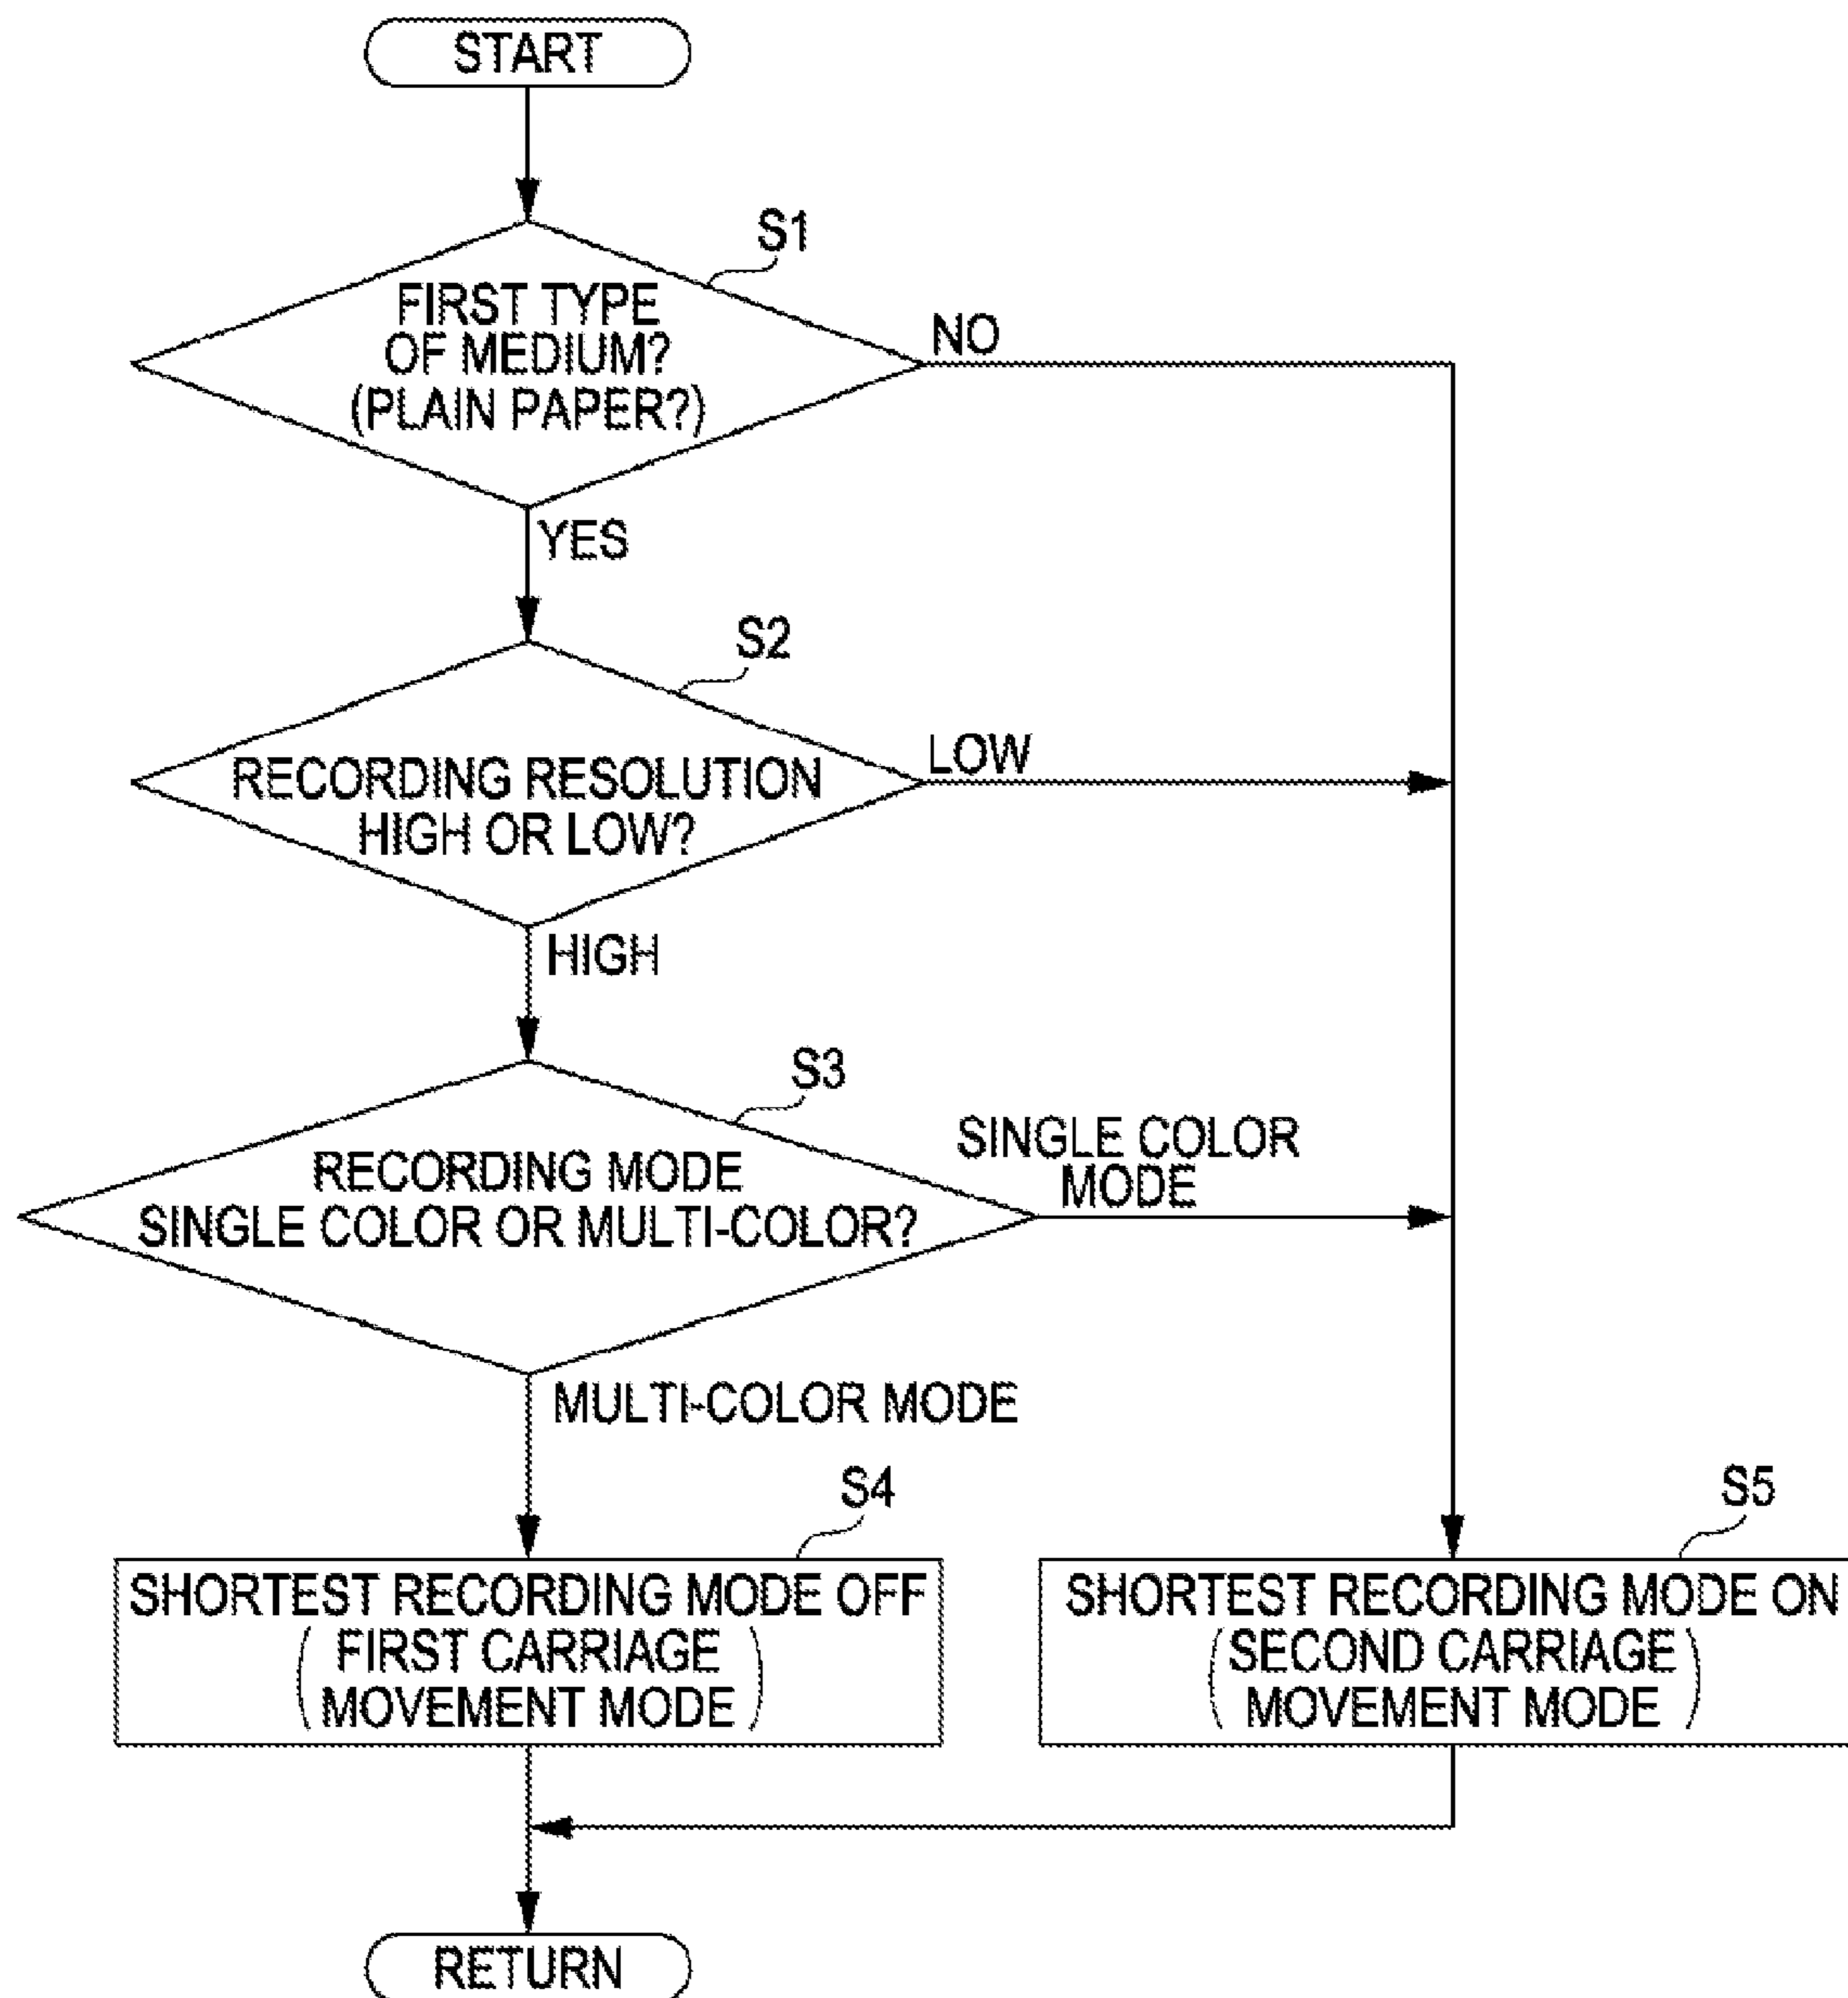 START
S1
FIRST TYPE
OF MEDIUM?
(PLAIN PAPER?)
NO
YES
S2
RECORDING RESOLUTION
HIGH OR LOW?
LOW
HIGH
S3
RECORDING MODE
SINGLE COLOR OR MULTI-COLOR?
SINGLE COLOR
MODE
MULTI-COLOR MODE
S4
SHORTEST RECORDING MODE OFF
(FIRST CARRIAGE
MOVEMENT MODE)
S5
SHORTEST RECORDING MODE ON
(SECOND CARRIAGE
MOVEMENT MODE)
RETURN